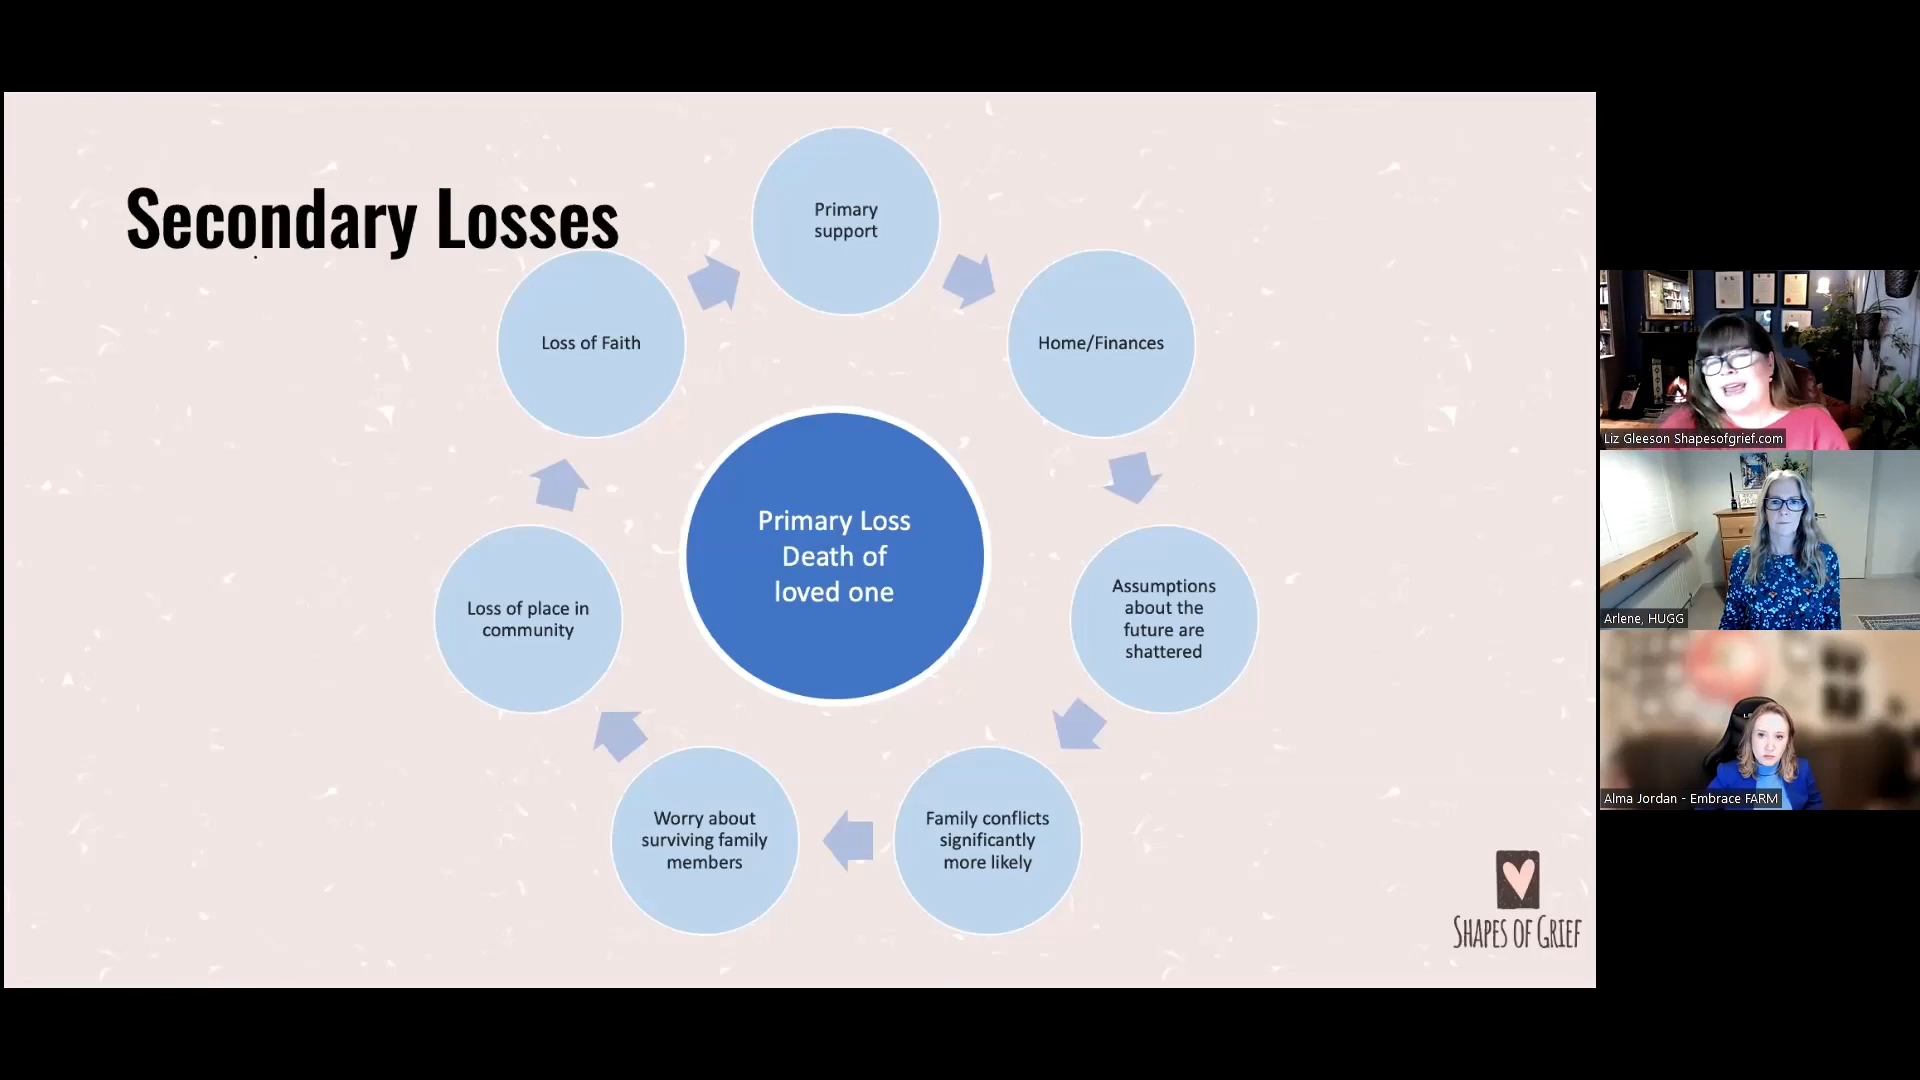 Secondary Losses
Primary
support
Home/Finances
Assumptions
about the
future are
shattered
Family conflicts
significantly
more likely
Worry about
surviving family
members
Loss of place in
community
Loss of Faith
Primary Loss
Death of
loved one
SHAPES OF GRIEF
Liz Gleeson Shapesofgrief.com
Arlene, HUGG
Alma Jordan - Embrace FARM